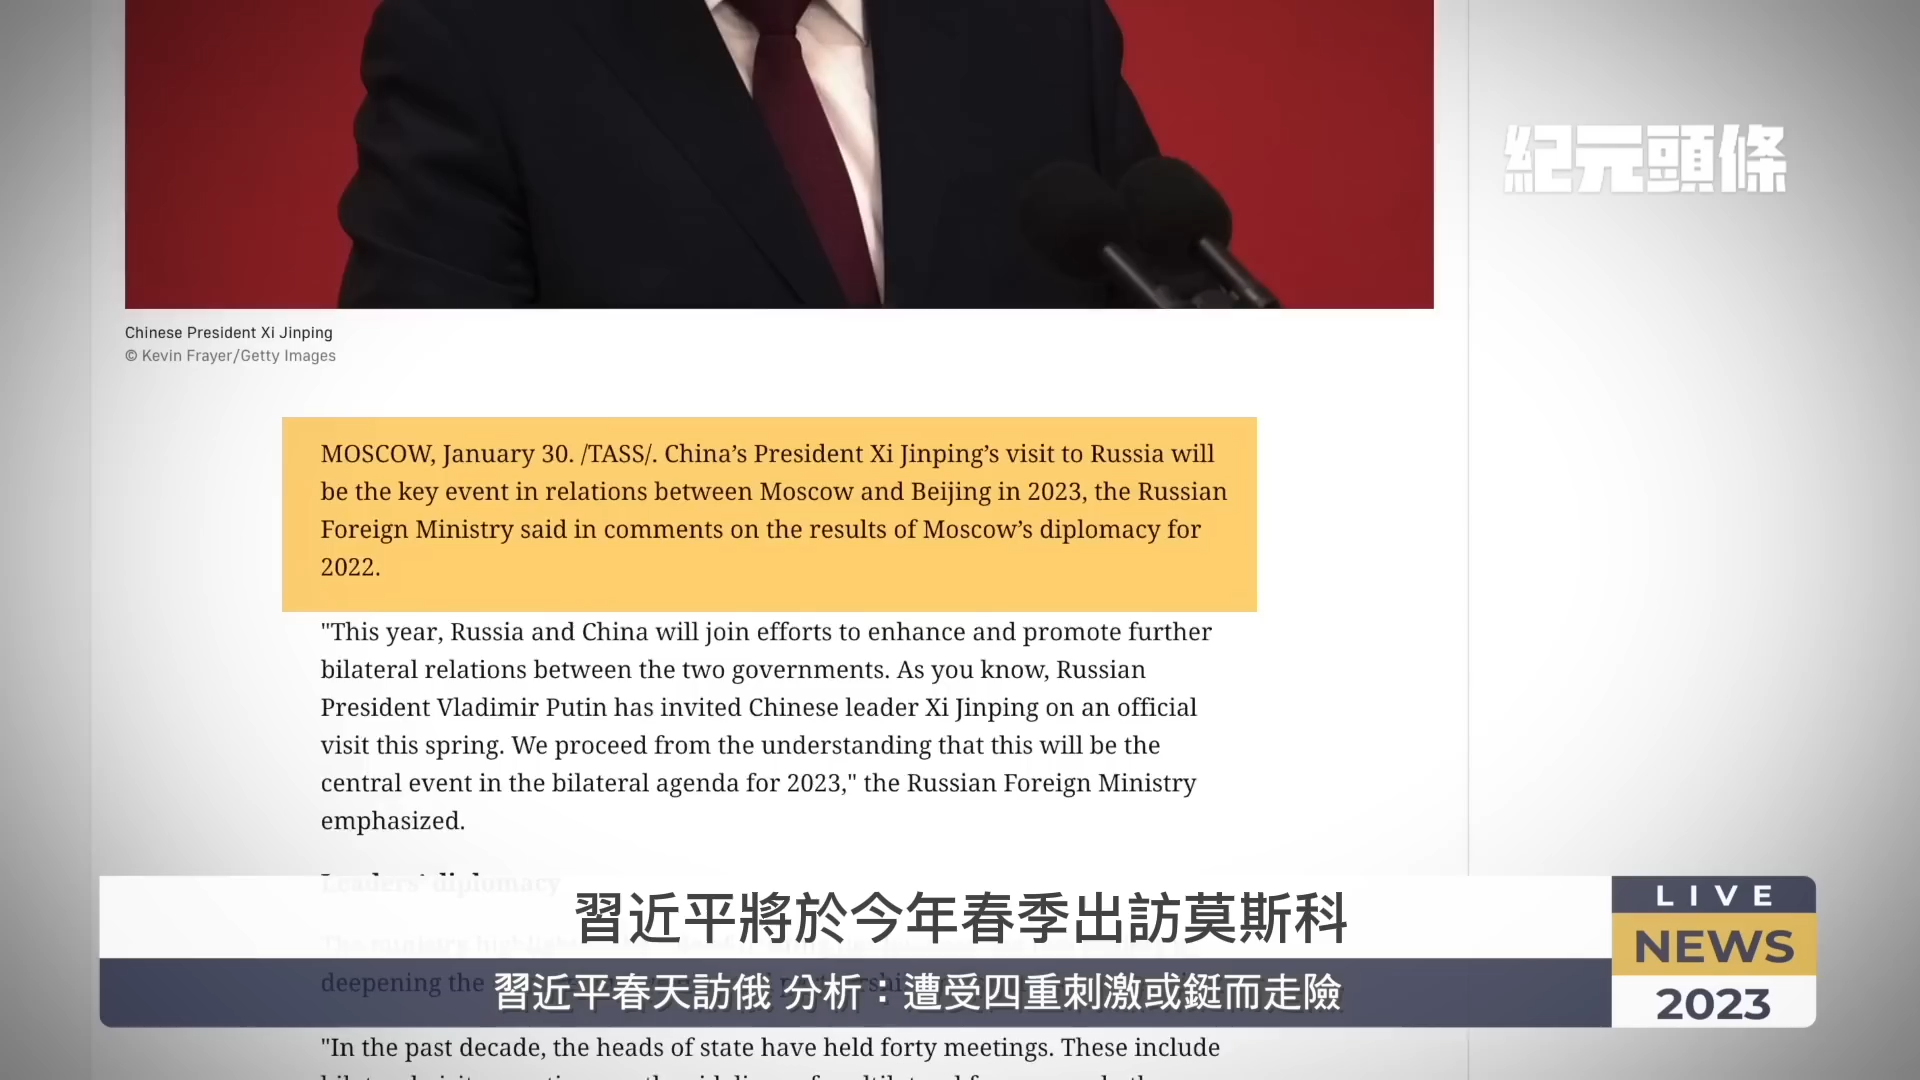 紀元頭條
Chinese President Xi Jinping
© Kevin Frayer/Getty Images
MOSCOW, January 30. /TASS/. China’s President Xi Jinping’s visit to Russia will
be the key event in relations between Moscow and Beijing in 2023, the Russian
Foreign Ministry said in comments on the results of Moscow’s diplomacy for
2022.
"This year, Russia and China will join efforts to enhance and promote further
bilateral relations between the two governments. As you know, Russian
President Vladimir Putin has invited Chinese leader Xi Jinping on an official
visit this spring. We proceed from the understanding that this will be the
central event in the bilateral agenda for 2023," the Russian Foreign Ministry
emphasized.
Leaders' diplomacy
習近平將於今年春季出訪莫斯科
deepening the
習近平春天訪俄 分析：遭受四重刺激或鋌而走險
LIVE
NEWS
2023
"In the past decade, the heads of state have held forty meetings. These include